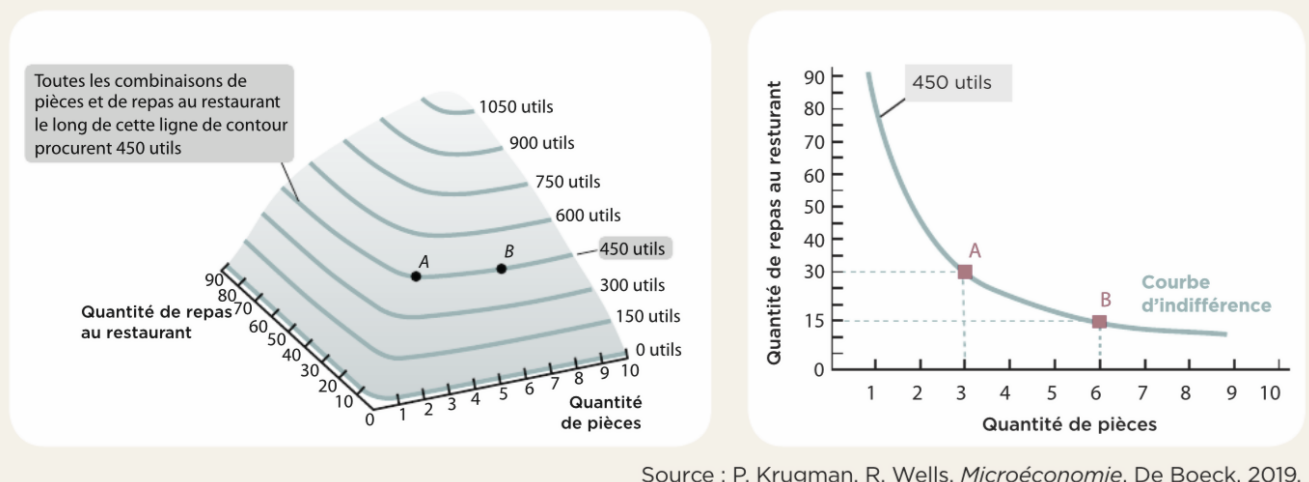 Toutes les combinaisons de
pièces et de repas au restaurant
le long de cette ligne de contour
procurent 450 utils
1050 utils
900 utils
750 utils
600 utils
450 utils
300 utils
150 utils
0 utils
A
B
90
80
70
60
50
40
30
20
10
0
1
2
3
4
5
6
7
8
9
10
Quantité de repas
au restaurant
Quantité
de pièces
Quantité de repas au resturant
90
80
70
60
50
40
30
15
0
450 utils
A
B
Courbe
d'indifférence
1
2
3
4
5
6
7
8
9
10
Quantité de pièces
Source : P. Krugman, R. Wells, Microéconomie, De Boeck, 2019.